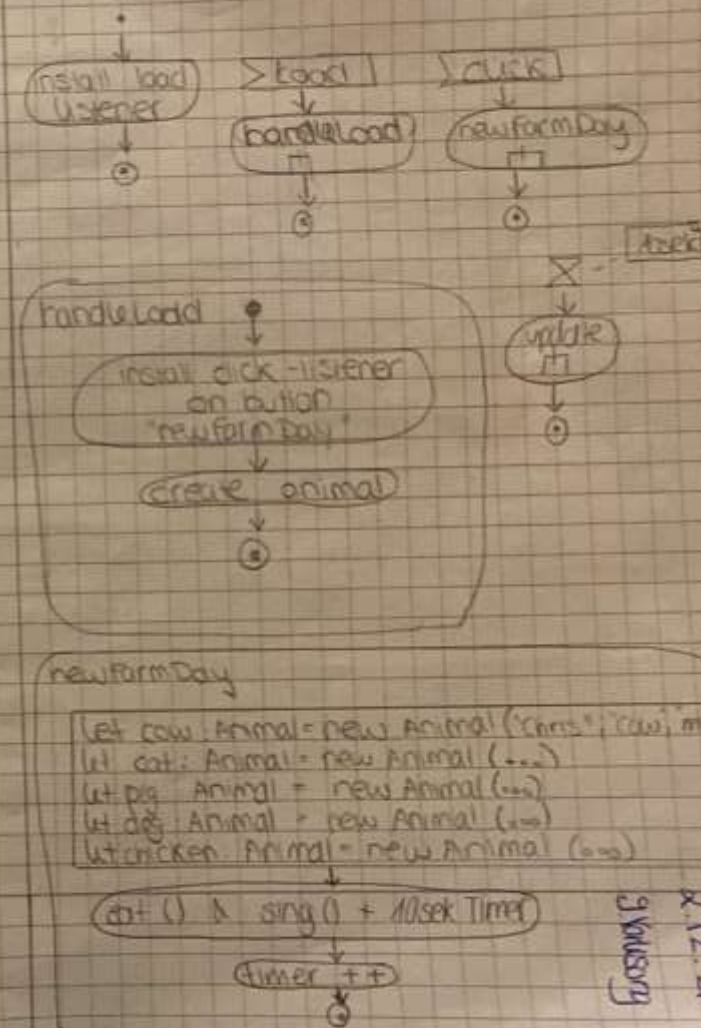 install load
listener
load
click
handleLoad
newFarmDay
update
handleLoad
install click-listener
on button
"newFarmDay"
create animal
newFarmDay
let cow: Animal = new Animal ("Chris", "cow", "m
let cat: Animal = new Animal (...)
let pig Animal = new Animal (...)
let dog: Animal = new Animal (...)
let chicken: Animal = new Animal (...)
eat () & sing () + 10sek Timer
timer ++